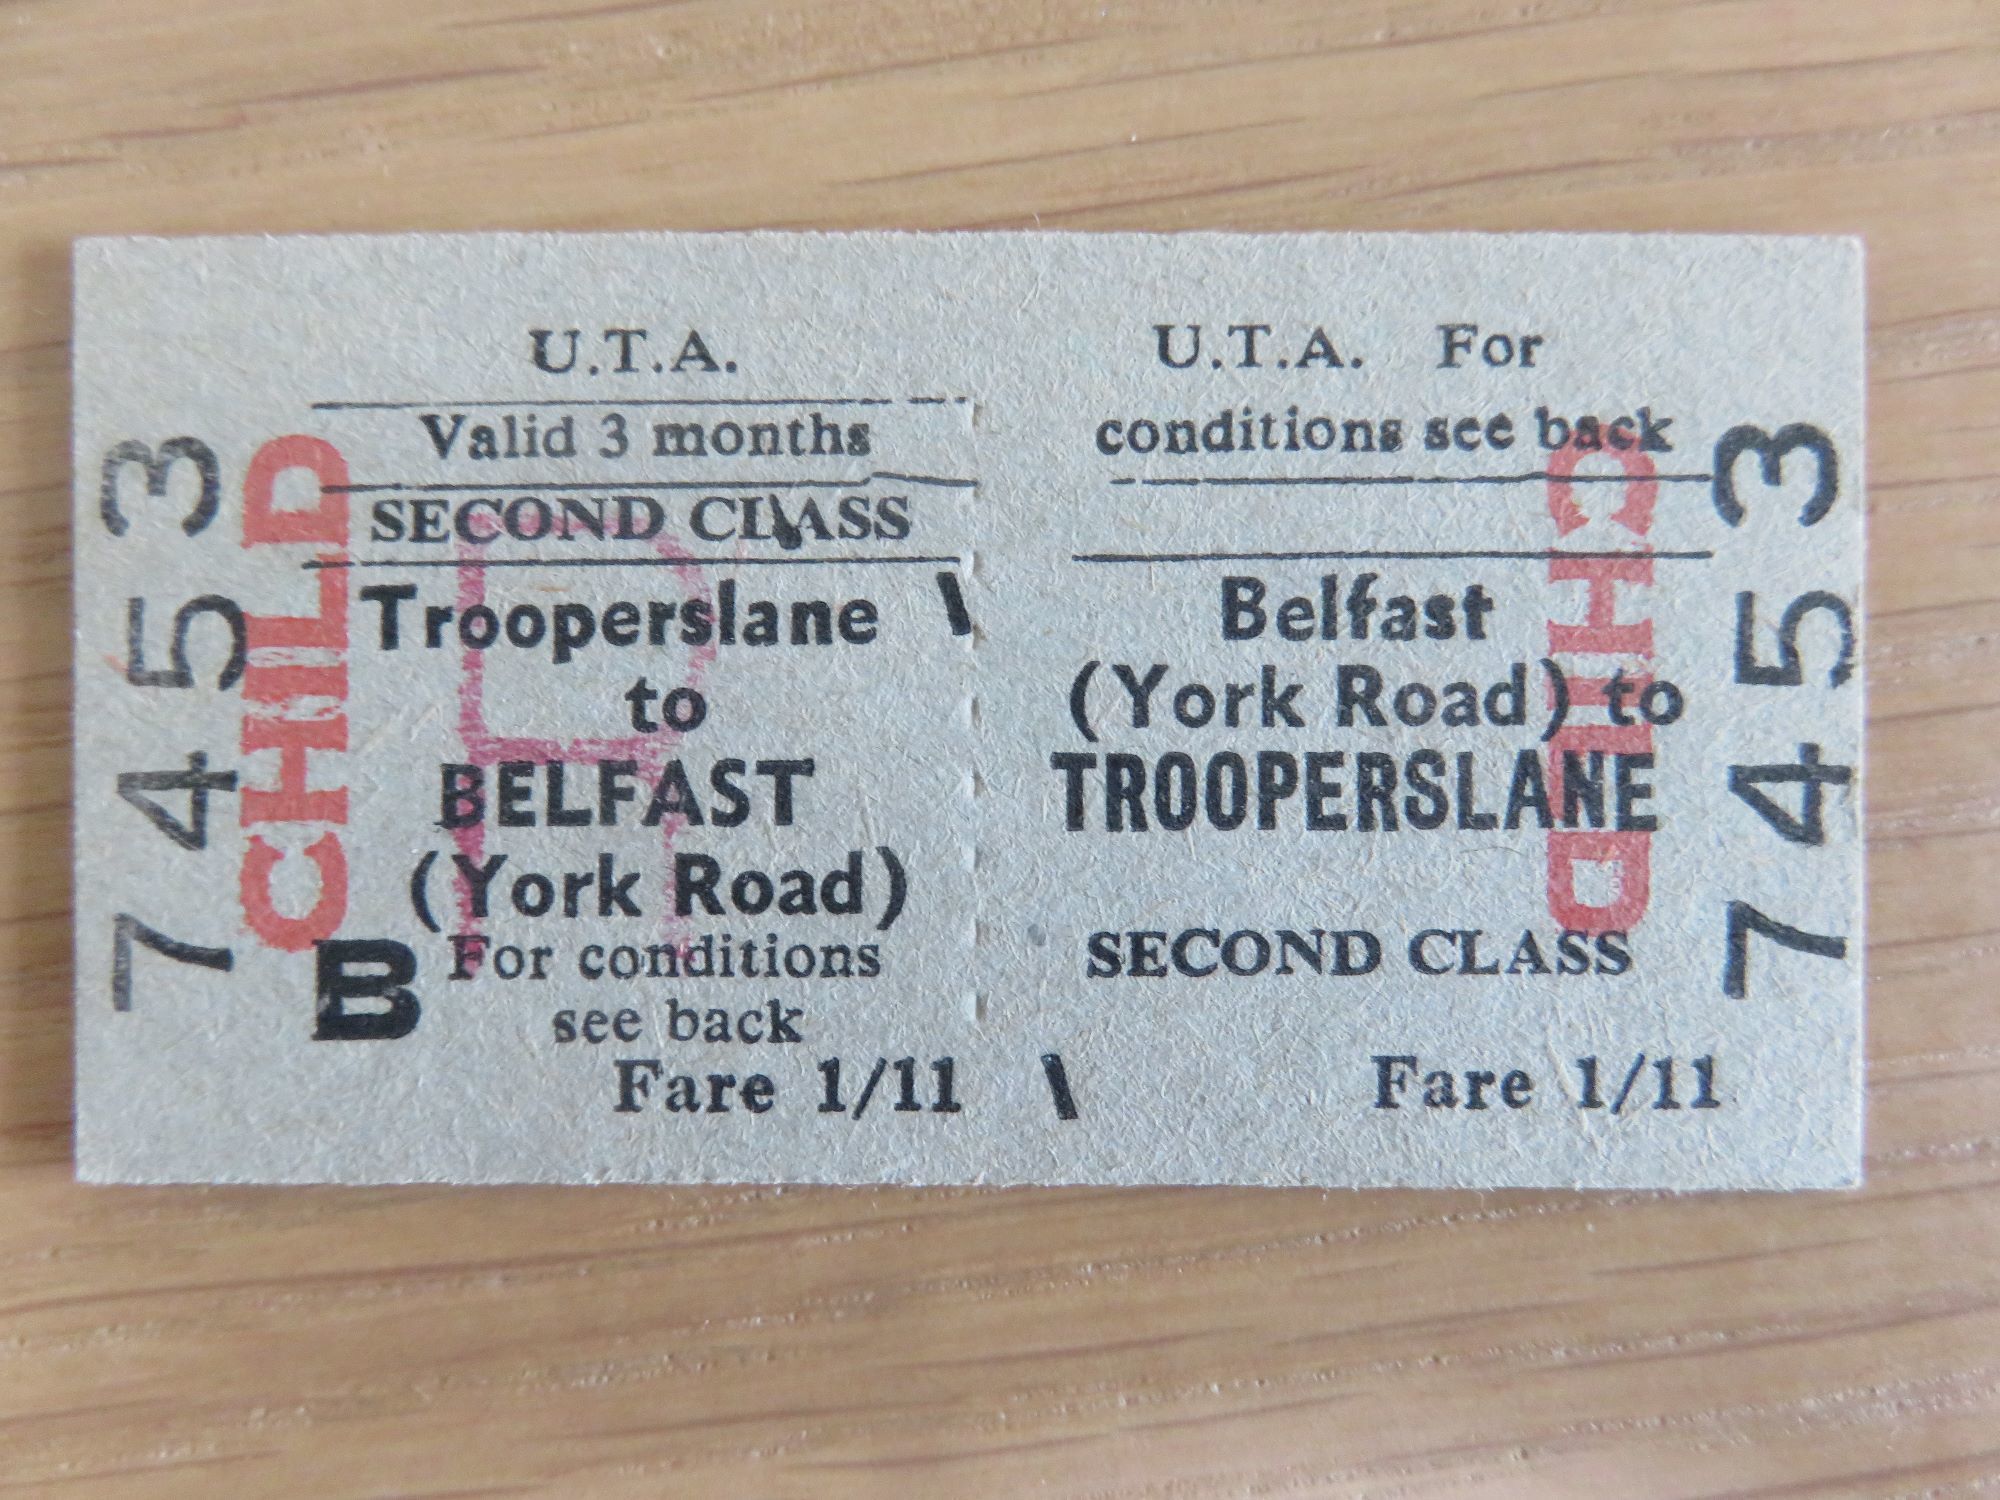 U.T.A.
Valid 3 months
SECOND CLASS
Trooperslane
to
BELFAST
(York Road)
For conditions
see back
Fare 1/11
B
R
CHILD
7453
U.T.A. For
conditions see back
Belfast
(York Road) to
TROOPERSLANE
SECOND CLASS
Fare 1/11
CHILD
7453